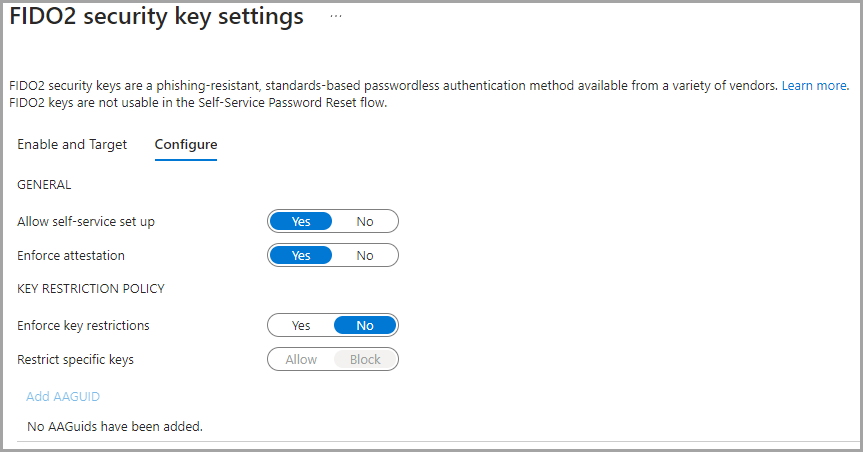 FIDO2 security key settings ...
FIDO2 security keys are a phishing-resistant, standards-based passwordless authentication method available from a variety of vendors. Learn more.
FIDO2 keys are not usable in the Self-Service Password Reset flow.
Enable and Target Configure
GENERAL
Allow self-service set up Yes No
Enforce attestation Yes No
KEY RESTRICTION POLICY
Enforce key restrictions Yes No
Restrict specific keys Allow Block
Add AAGUID
No AAGuids have been added.